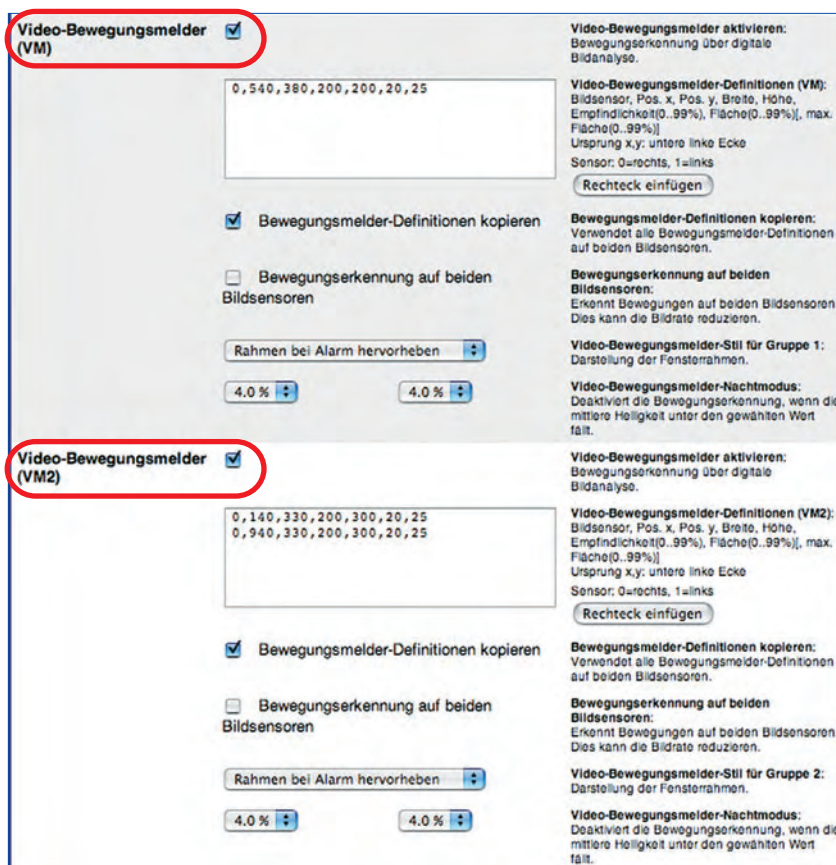 Video-Bewegungsmelder
(VM)
Video-Bewegungsmelder aktivieren:
Bewegungserkennung über digitale
Bildanalyse.
0,540,380,200,200,20,25
Video-Bewegungsmelder-Definitionen (VM):
Bildsensor, Pos. x, Pos. y, Breite, Höhe,
Empfindlichkeit(0..99%), Fläche(0..99%)[, max.
Fläche(0..99%)]
Ursprung x,y: untere linke Ecke
Sensor: 0=rechts, 1=links
Rechteck einfügen
Bewegungsmelder-Definitionen kopieren
Bewegungsmelder-Definitionen kopieren:
Verwendet alle Bewegungsmelder-Definitionen
auf beiden Bildsensoren.
Bewegungserkennung auf beiden
Bildsensoren
Bewegungserkennung auf beiden
Bildsensoren:
Erkennt Bewegungen auf beiden Bildsensoren
Dies kann die Bildrate reduzieren.
Rahmen bei Alarm hervorheben
Video-Bewegungsmelder-Stil für Gruppe 1:
Darstellung der Fensterrahmen.
4.0 % 4.0 %
Video-Bewegungsmelder-Nachtmodus:
Deaktiviert die Bewegungserkennung, wenn die
mittlere Helligkeit unter den gewählten Wert
fällt.
Video-Bewegungsmelder
(VM2)
Video-Bewegungsmelder aktivieren:
Bewegungserkennung über digitale
Bildanalyse.
0,140,330,200,300,20,25
0,940,330,200,300,20,25
Video-Bewegungsmelder-Definitionen (VM2):
Bildsensor, Pos. x, Pos. y, Breite, Höhe,
Empfindlichkeit(0..99%), Fläche(0..99%)[, max.
Fläche(0..99%)]
Ursprung x,y: untere linke Ecke
Sensor: 0=rechts, 1=links
Rechteck einfügen
Bewegungsmelder-Definitionen kopieren
Bewegungsmelder-Definitionen kopieren:
Verwendet alle Bewegungsmelder-Definitionen
auf beiden Bildsensoren.
Bewegungserkennung auf beiden
Bildsensoren
Bewegungserkennung auf beiden
Bildsensoren:
Erkennt Bewegungen auf beiden Bildsensoren
Dies kann die Bildrate reduzieren.
Rahmen bei Alarm hervorheben
Video-Bewegungsmelder-Stil für Gruppe 2:
Darstellung der Fensterrahmen.
4.0 % 4.0 %
Video-Bewegungsmelder-Nachtmodus:
Deaktiviert die Bewegungserkennung, wenn die
mittlere Helligkeit unter den gewählten Wert
fällt.